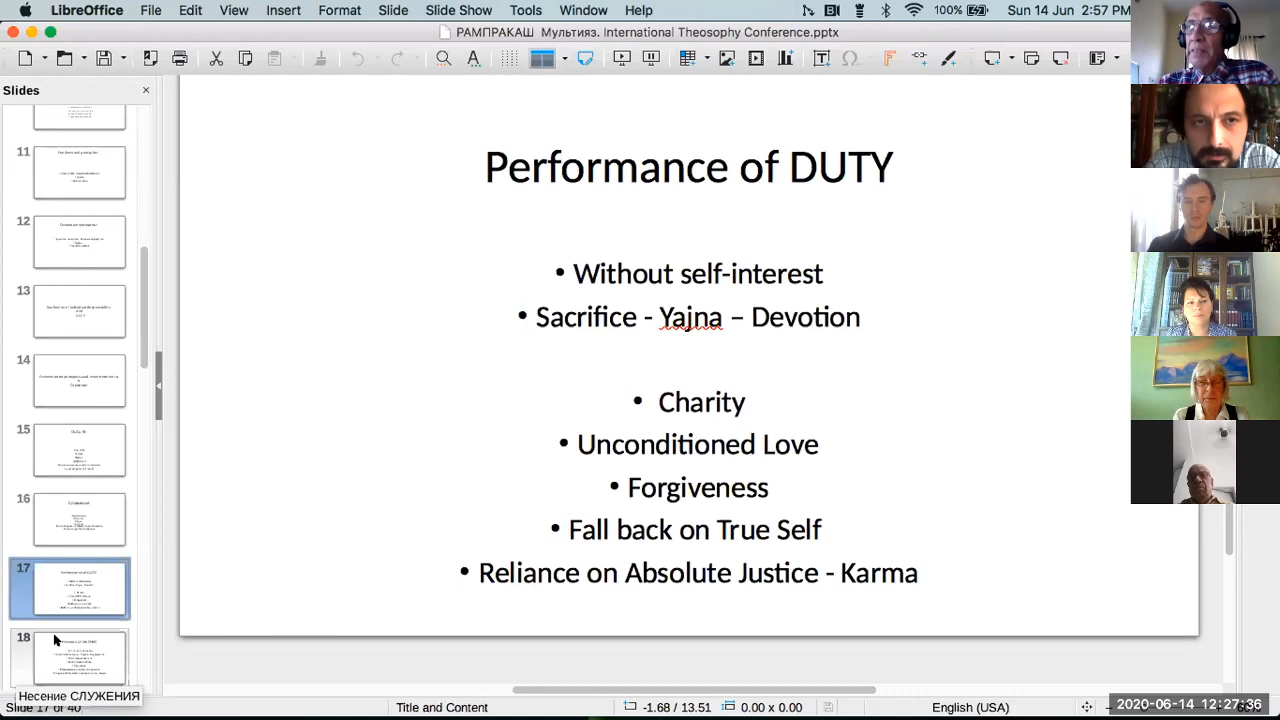 LibreOffice File Edit View Insert Format Slide Slide Show Tools Window Help 100% Sun 14 Jun 2:57 PM
РАМПРАКАШ Мультияз. International Theosophy Conference.pptx
Slides
11
12
13
14
15
16
17
18
Performance of DUTY
• Without self-interest
• Sacrifice - Yajna – Devotion
• Charity
• Unconditioned Love
• Forgiveness
• Fall back on True Self
• Reliance on Absolute Justice - Karma
Несение СЛУЖЕНИЯ
Slide 17 of 40 Title and Content -1.68 / 13.51 0.00 x 0.00 English (USA)
2020-06-14 12:27:36